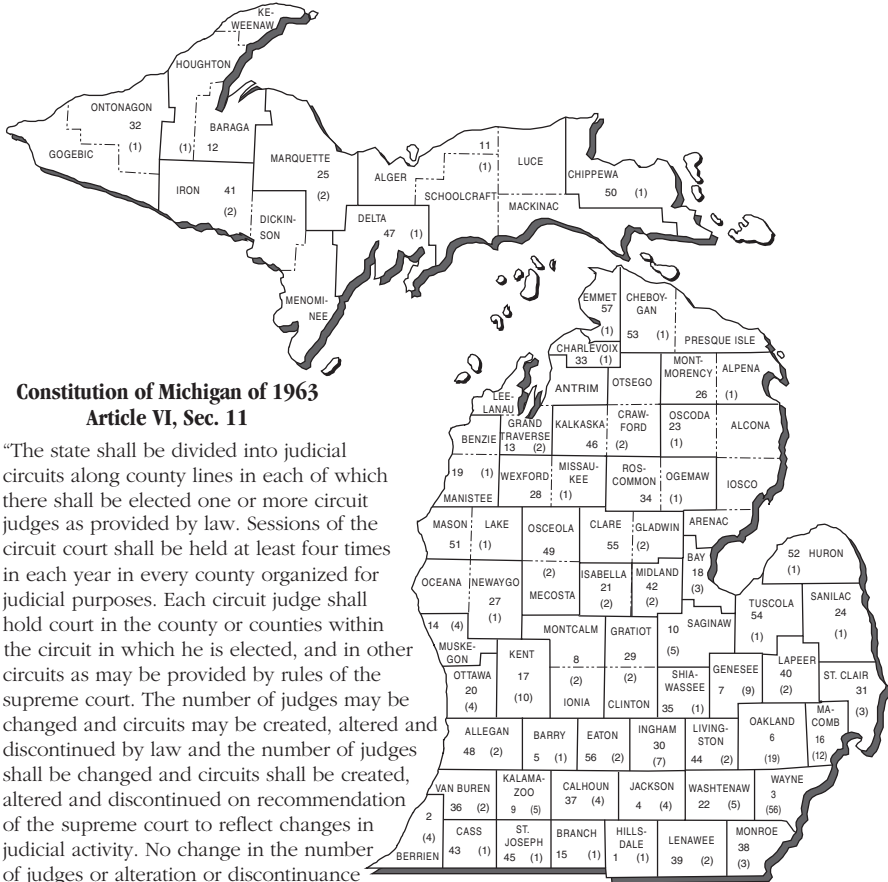 KE-
WEENAW
HOUGHTON
ONTONAGON
32
(1)
(1)
BARAGA
12
GOGEBIC
MARQUETTE
25
(2)
IRON
41
(2)
DICKIN-
SON
ALGER
11
(1)
SCHOOLCRAFT
LUCE
MACKINAC
CHIPPEWA
50 (1)
DELTA
47 (1)
MENOMI-
NEE
EMMET
57
(1)
CHEBOY-
GAN
53 (1)
PRESQUE ISLE
CHARLEVOIX
33 (1)
ANTRIM
OTSEGO
MONT-
MORENCY
26
ALPENA
(1)
Constitution of Michigan of 1963
Article VI, Sec. 11
“The state shall be divided into judicial
circuits along county lines in each of which
there shall be elected one or more circuit
judges as provided by law. Sessions of the
circuit court shall be held at least four times
in each year in every county organized for
judicial purposes. Each circuit judge shall
hold court in the county or counties within
the circuit in which he is elected, and in other
circuits as may be provided by rules of the
supreme court. The number of judges may be
changed and circuits may be created, altered and
discontinued by law and the number of judges
shall be changed and circuits shall be created,
altered and discontinued on recommendation
of the supreme court to reflect changes in
judicial activity. No change in the number
of judges or alteration or discontinuance
LEE-
LANAU
BENZIE
GRAND
TRAVERSE
13 (2)
KALKASKA
46
CRAW-
FORD
(2)
OSCODA
23
(1)
ALCONA
19 (1)
MANISTEE
WEXFORD
28
MISSAU-
KEE
(1)
ROS-
COMMON
34
OGEMAW
(1)
IOSCO
MASON
51
LAKE
(1)
OSCEOLA
49
(2)
MECOSTA
CLARE
55
GLADWIN
(2)
ARENAC
BAY
18
(3)
52 HURON
(1)
OCEANA
NEWAYGO
27
(1)
ISABELLA
21
(2)
MIDLAND
42
(2)
TUSCOLA
54
(1)
SANILAC
24
(1)
14 (4)
MUSKE-
GON
MONTCALM
8
(2)
IONIA
GRATIOT
29
(2)
CLINTON
10
(5)
SAGINAW
OTTAWA
20
(4)
KENT
17
(10)
SHIA-
WASSEE
35 (1)
GENESEE
7 (9)
LAPEER
40
(2)
ST. CLAIR
31
(3)
ALLEGAN
48 (2)
BARRY
5 (1)
EATON
56 (2)
INGHAM
30
(7)
LIVING-
STON
44 (2)
OAKLAND
6
(19)
MA-
COMB
16
(12)
VAN BUREN
36 (2)
KALAMA-
ZOO
9 (5)
CALHOUN
37 (4)
JACKSON
4 (4)
WASHTENAW
22 (5)
WAYNE
3
(56)
2
(4)
BERRIEN
CASS
43 (1)
ST.
JOSEPH
45 (1)
BRANCH
15 (1)
HILLS-
DALE
1 (1)
LENAWEE
39 (2)
MONROE
38
(3)